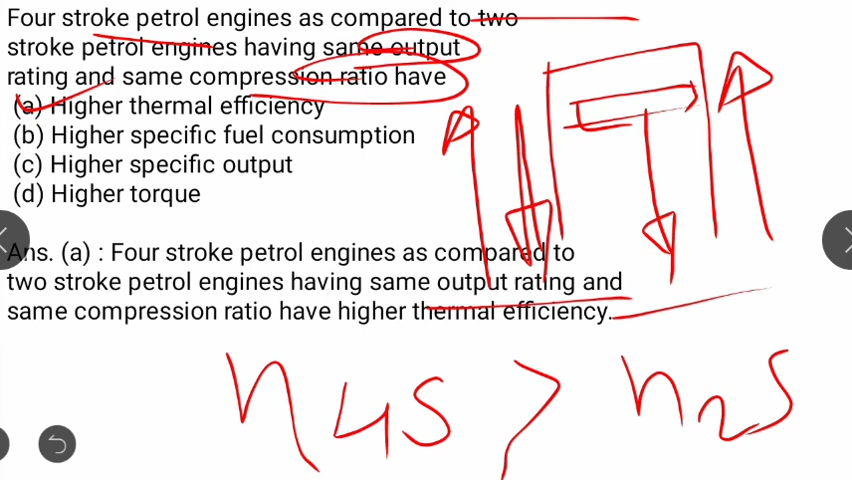 Four stroke petrol engines as compared to two
stroke petrol engines having same output
rating and same compression ratio have
(a) Higher thermal efficiency
(b) Higher specific fuel consumption
(c) Higher specific output
(d) Higher torque
Ans. (a) : Four stroke petrol engines as compared to
two stroke petrol engines having same output rating and
same compression ratio have higher thermal efficiency.
η4S > η2S